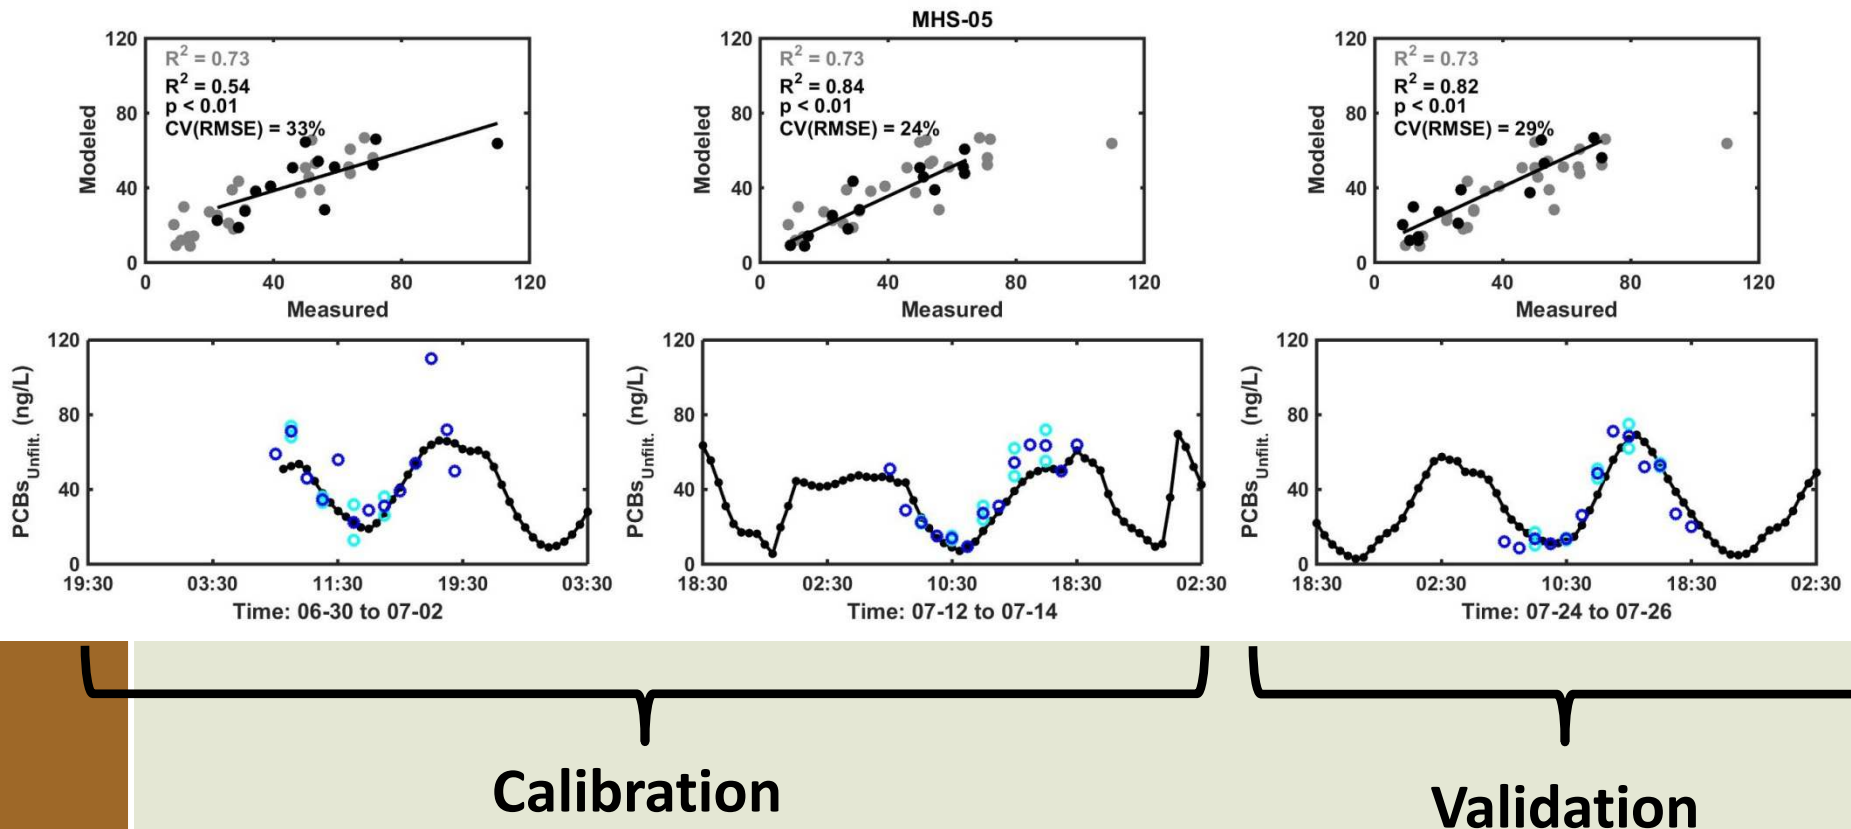 MHS-05
120
80
40
0
Modeled
R² = 0.73
R² = 0.54
p < 0.01
CV(RMSE) = 33%
0 40 80 120
Measured
120
80
40
0
Modeled
R² = 0.73
R² = 0.84
p < 0.01
CV(RMSE) = 24%
0 40 80 120
Measured
120
80
40
0
Modeled
R² = 0.73
R² = 0.82
p < 0.01
CV(RMSE) = 29%
0 40 80 120
Measured
120
80
40
0
PCBsUnfilt. (ng/L)
19:30 03:30 11:30 19:30 03:30
Time: 06-30 to 07-02
120
80
40
0
PCBsUnfilt. (ng/L)
18:30 02:30 10:30 18:30 02:30
Time: 07-12 to 07-14
120
80
40
0
PCBsUnfilt. (ng/L)
18:30 02:30 10:30 18:30 02:30
Time: 07-24 to 07-26
Calibration
Validation